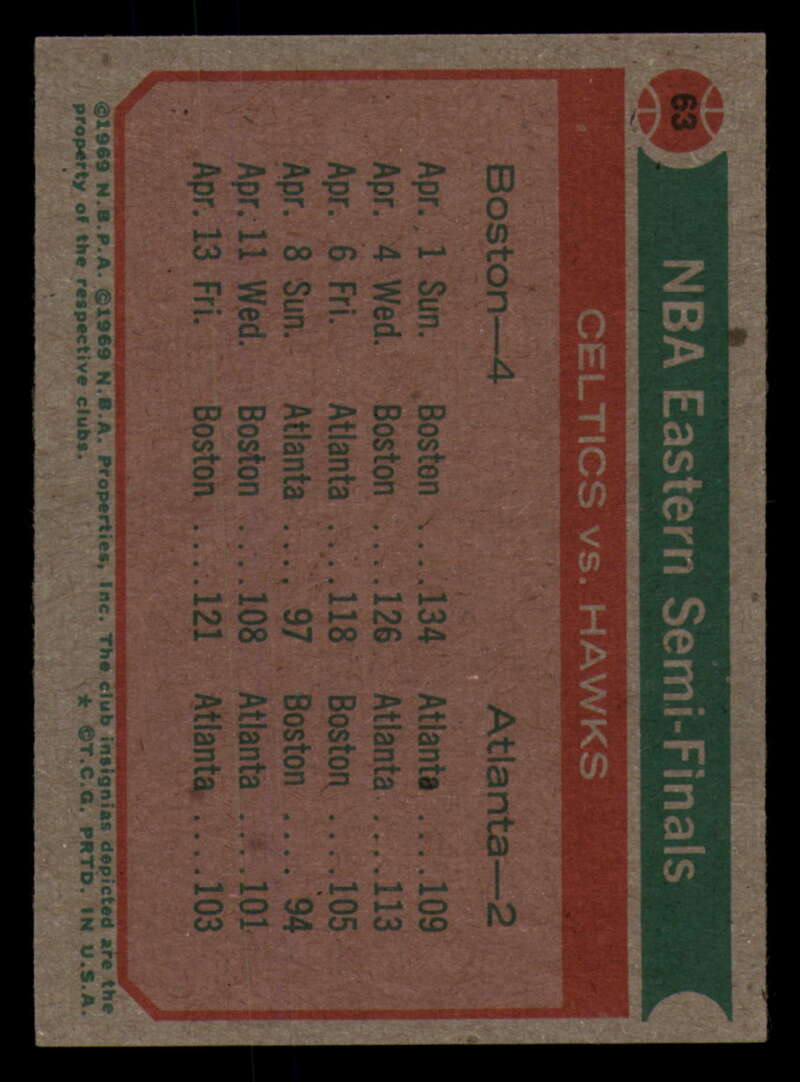 63
NBA Eastern Semi-Finals
CELTICS vs. HAWKS
Boston—4 Atlanta—2
Apr. 1 Sun. Boston ....134 Atlanta ....109
Apr. 4 Wed. Boston ....126 Atlanta ....113
Apr. 6 Fri. Atlanta ....118 Boston ....105
Apr. 8 Sun. Atlanta .... 97 Boston .... 94
Apr. 11 Wed. Boston ....108 Atlanta ....101
Apr. 13 Fri. Boston ....121 Atlanta ....103
©1969 N.B.P.A. ©1969 N.B.A. Properties, Inc. The club insignias depicted are the
property of the respective clubs. * ©T.C.G. PRTD. IN U.S.A.